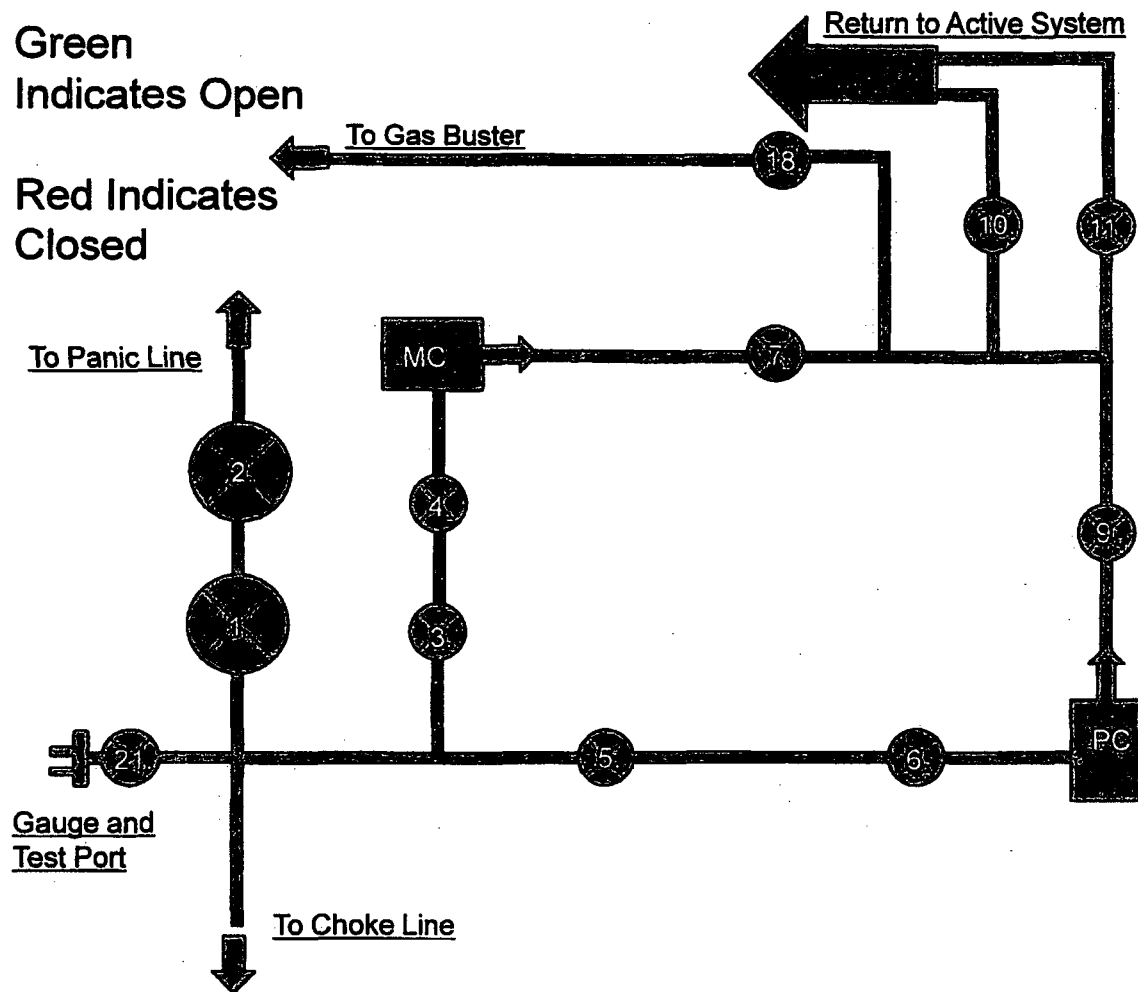 Green
Indicates Open
Red Indicates
Closed
Return to Active System
To Gas Buster
18
10
11
To Panic Line
MC
7
2
4
9
1
3
21
5
6
PC
Gauge and
Test Port
To Choke Line